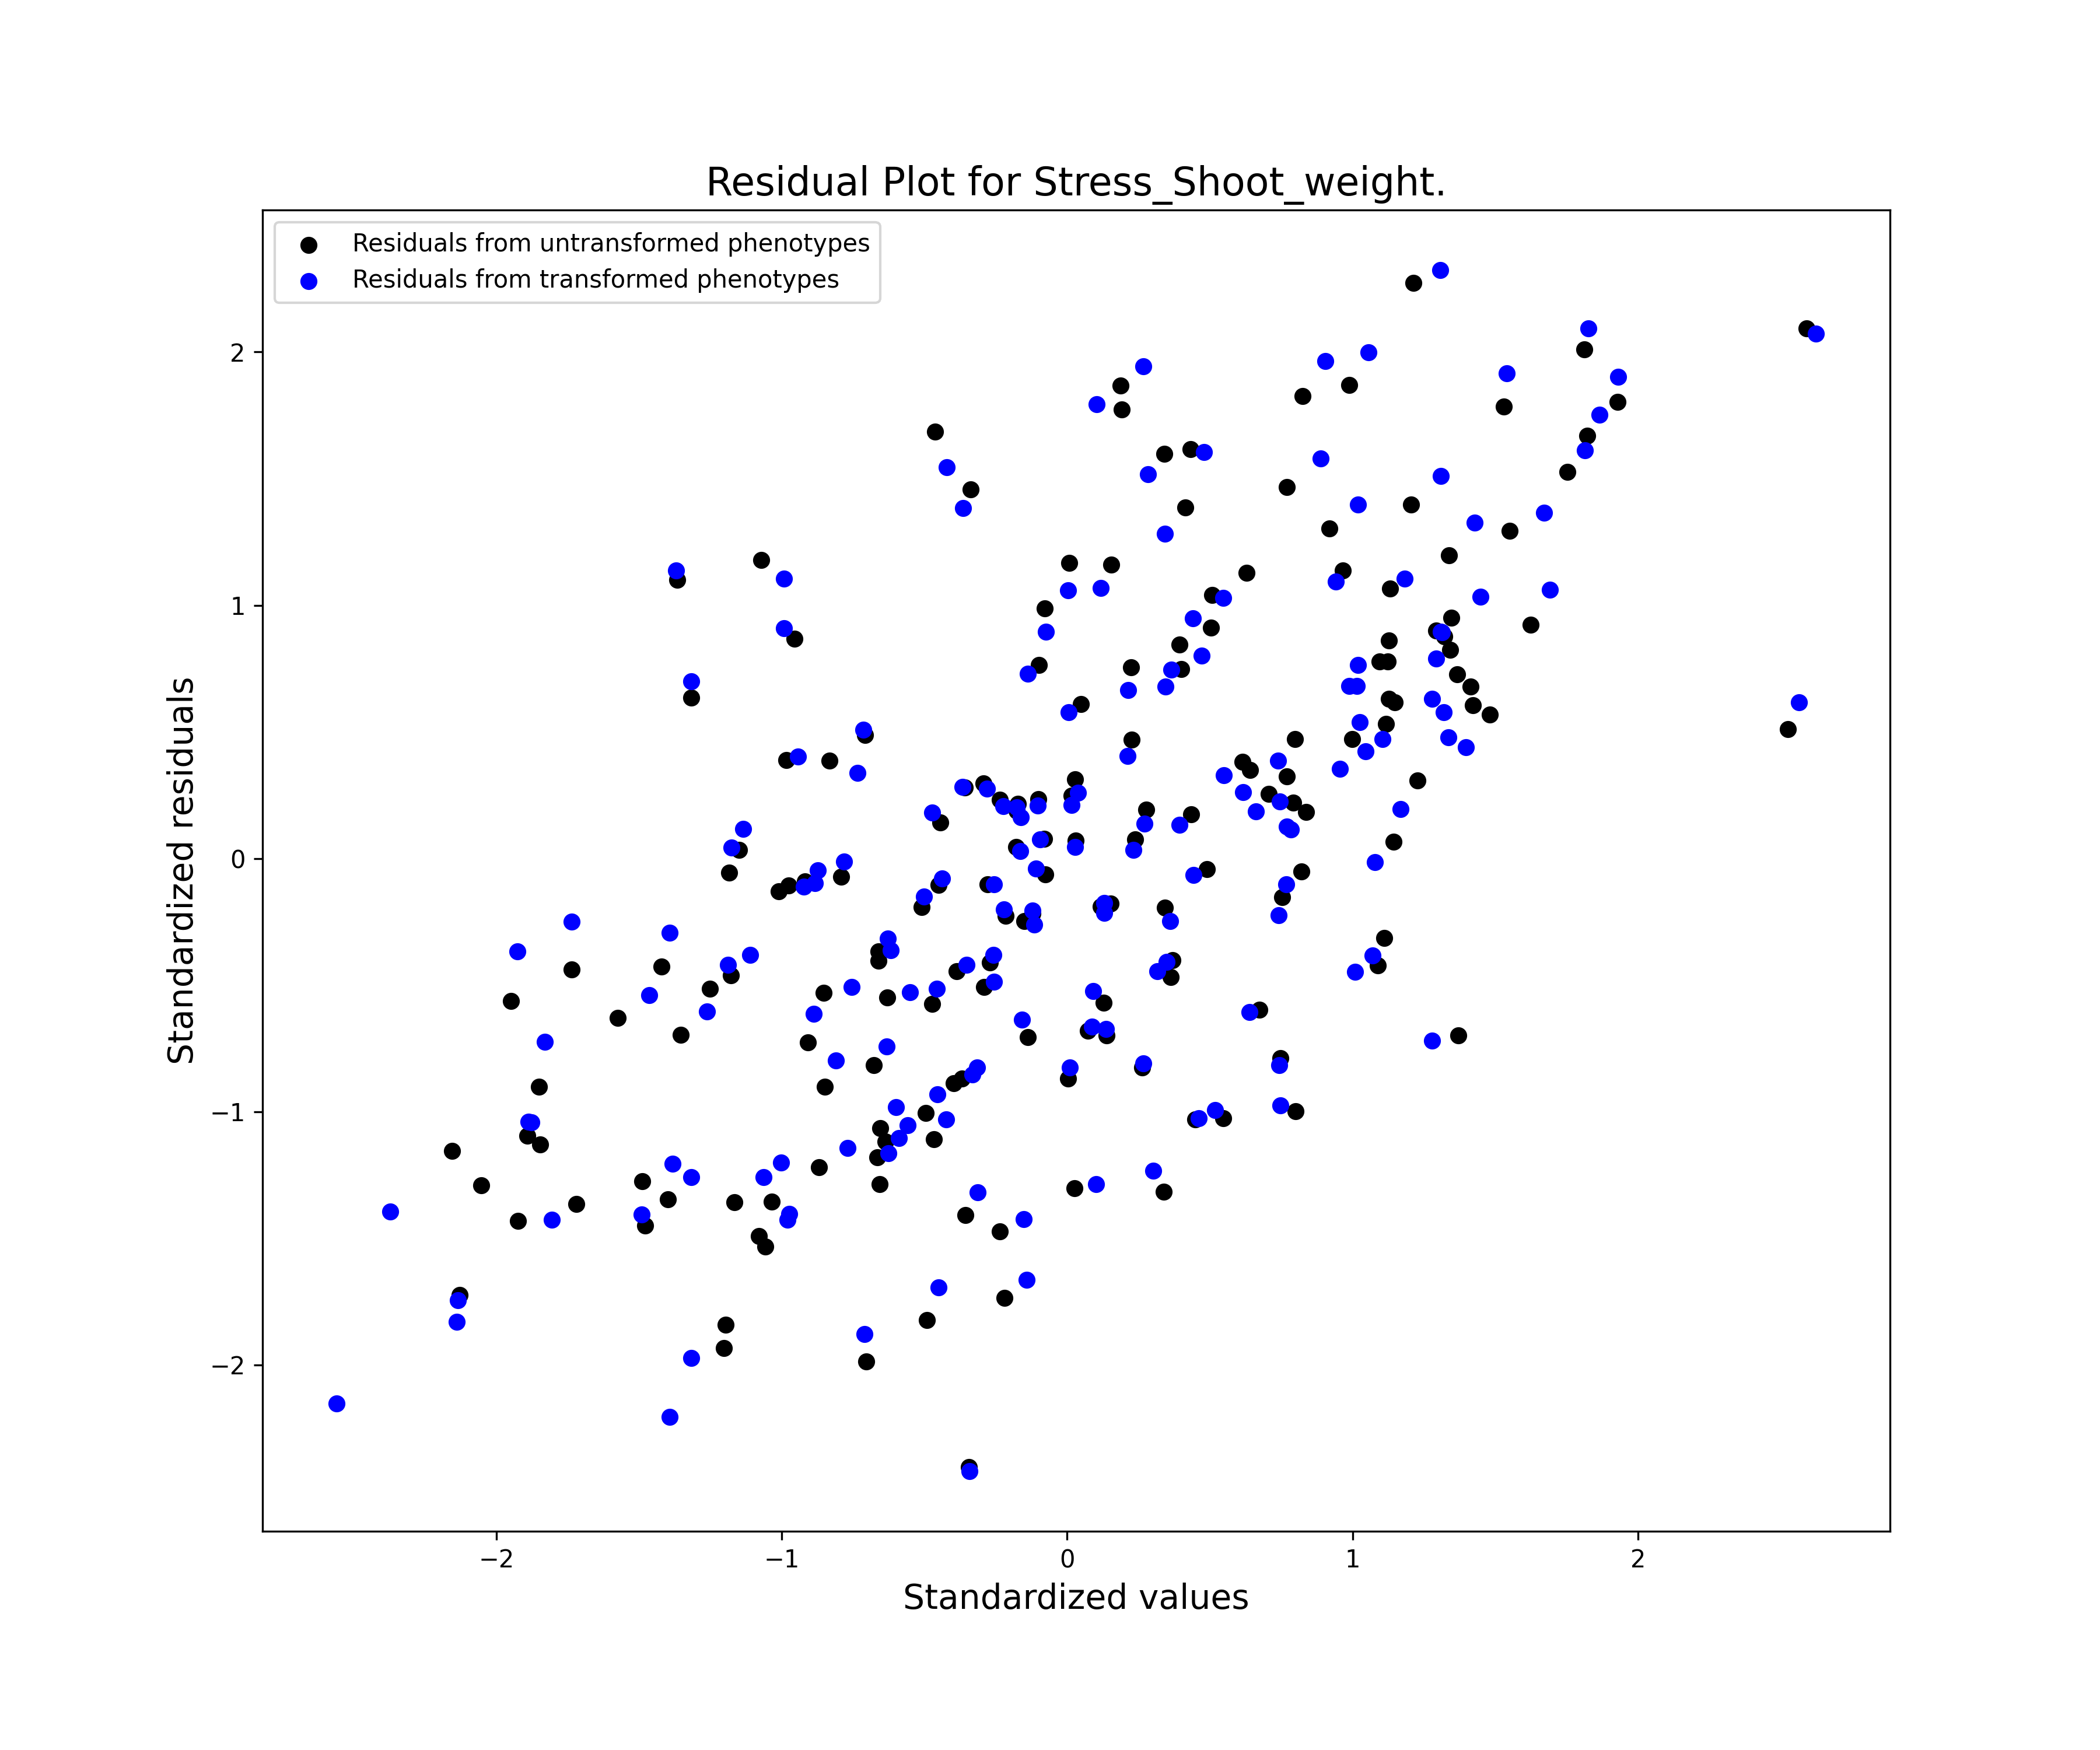 Residual Plot for Stress_Shoot_weight.
Residuals from untransformed phenotypes
Residuals from transformed phenotypes
2
1
0
−1
−2
Standardized residuals
−2 −1 0 1 2
Standardized values